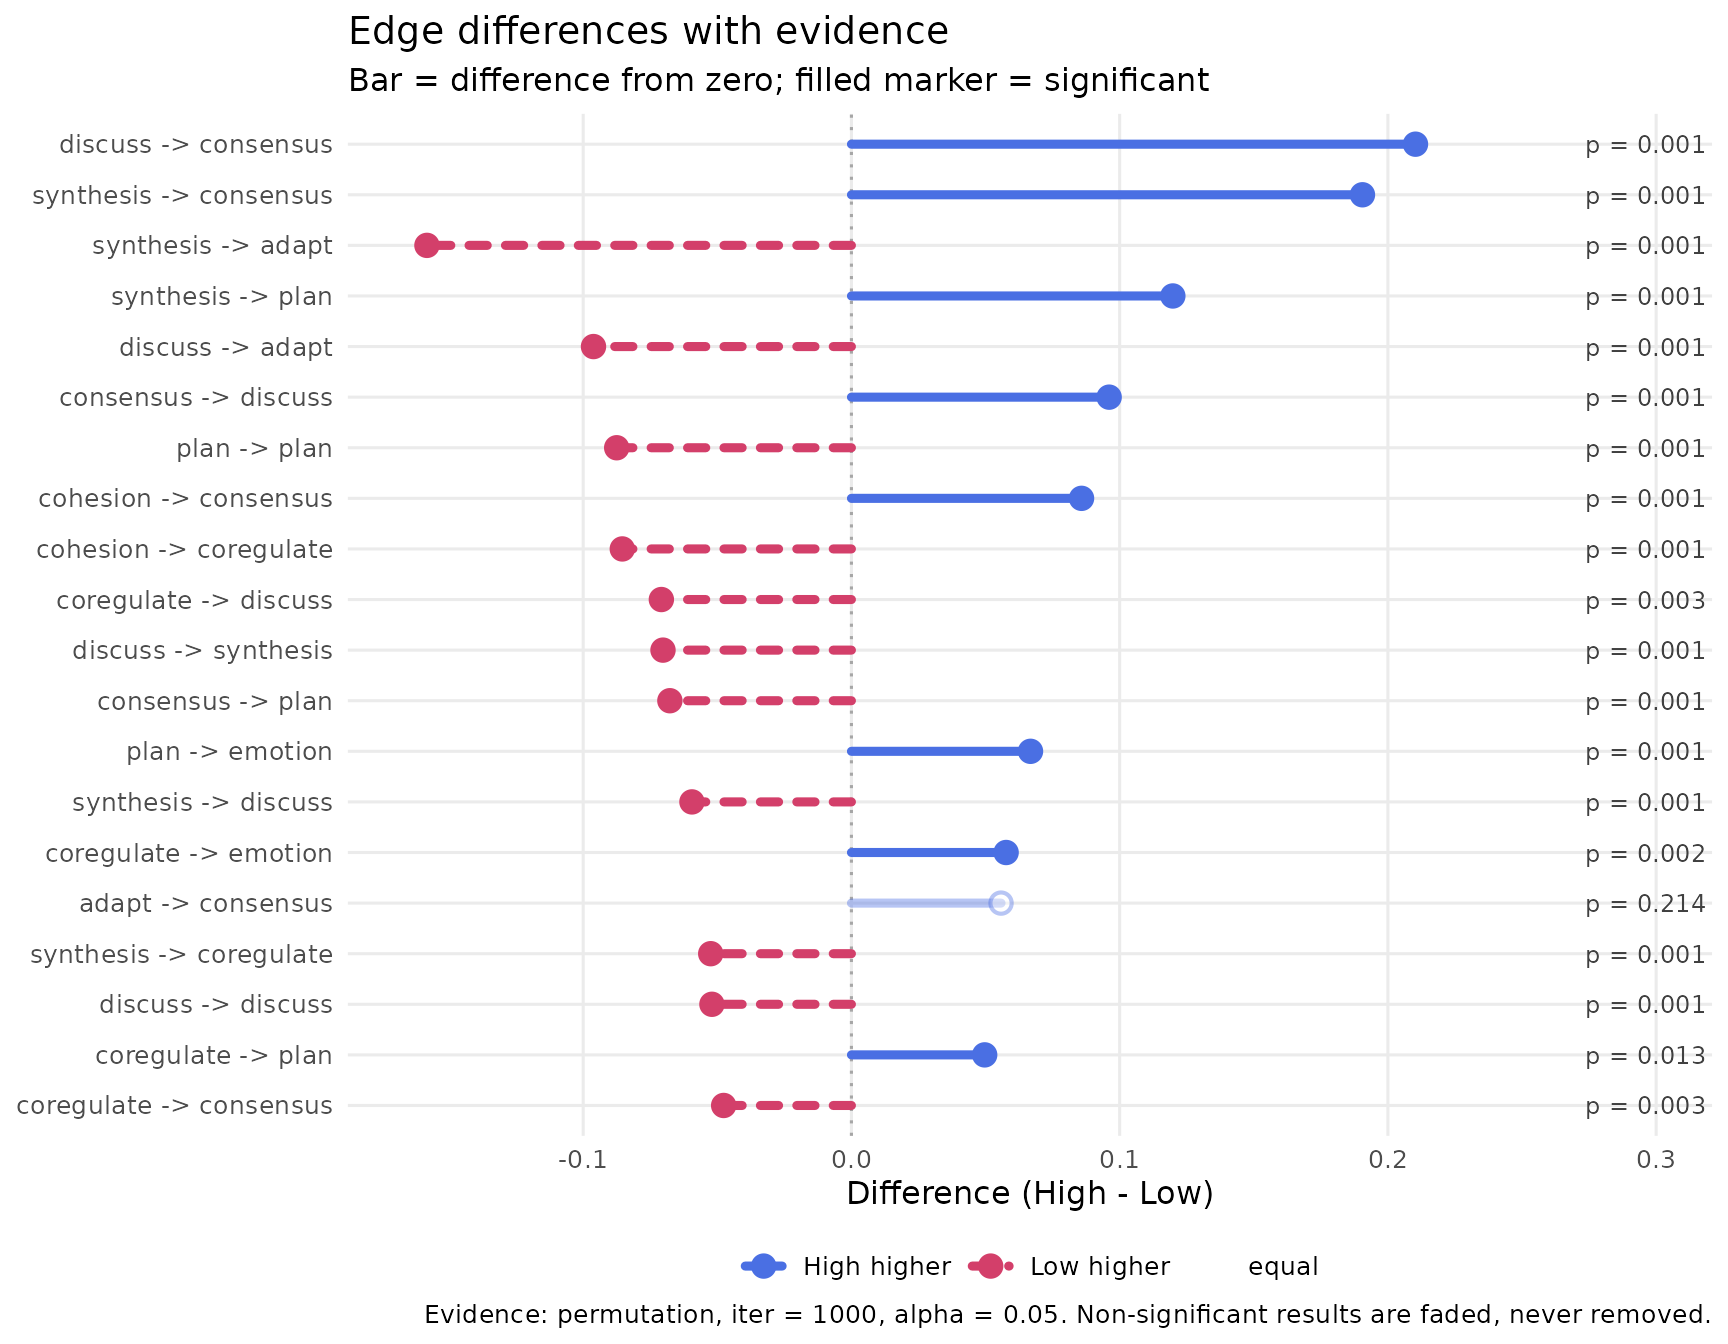 Edge differences with evidence
Bar = difference from zero; filled marker = significant
discuss -> consensus p = 0.001
synthesis -> consensus p = 0.001
synthesis -> adapt p = 0.001
synthesis -> plan p = 0.001
discuss -> adapt p = 0.001
consensus -> discuss p = 0.001
plan -> plan p = 0.001
cohesion -> consensus p = 0.001
cohesion -> coregulate p = 0.001
coregulate -> discuss p = 0.003
discuss -> synthesis p = 0.001
consensus -> plan p = 0.001
plan -> emotion p = 0.001
synthesis -> discuss p = 0.001
coregulate -> emotion p = 0.002
adapt -> consensus p = 0.214
synthesis -> coregulate p = 0.001
discuss -> discuss p = 0.001
coregulate -> plan p = 0.013
coregulate -> consensus p = 0.003
-0.1 0.0 0.1 0.2 0.3
Difference (High - Low)
High higher Low higher equal
Evidence: permutation, iter = 1000, alpha = 0.05. Non-significant results are faded, never removed.